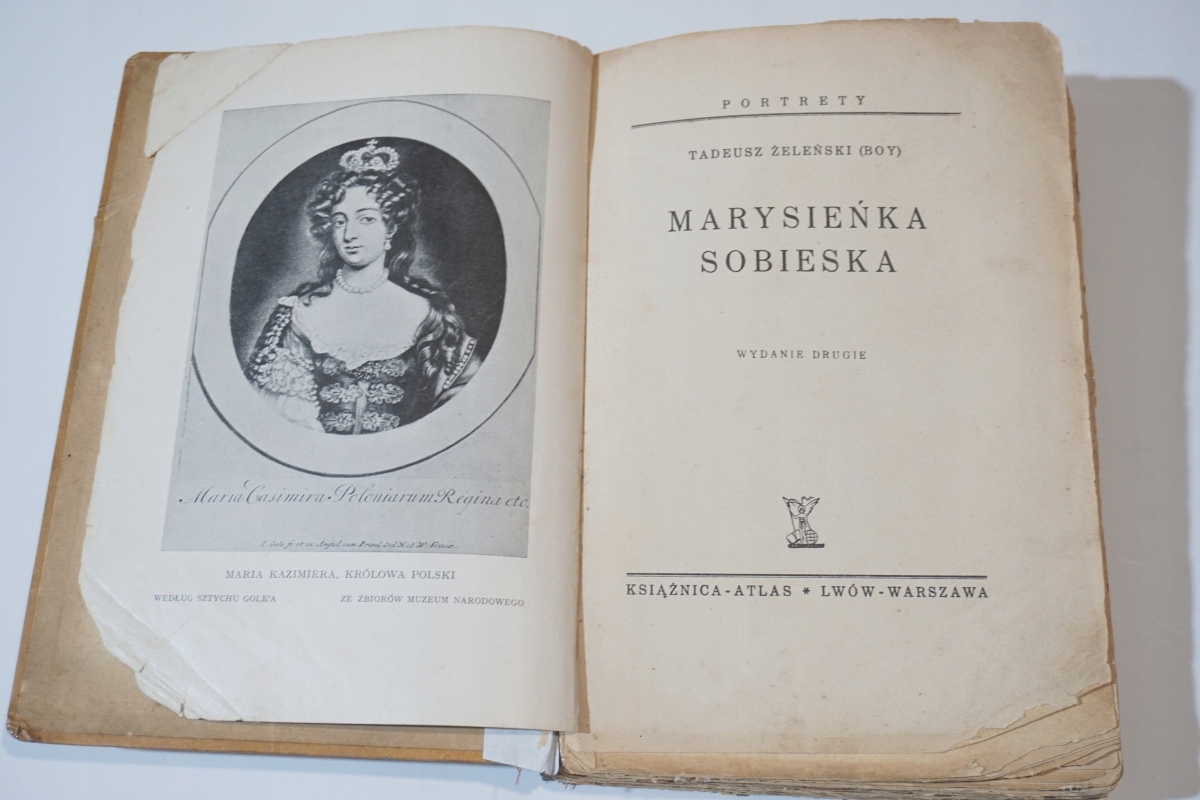 Maria Casimira Poloniarum Regina etc.
MARIA KAZIMIERA, KRÓLOWA POLSKI
WEDŁUG SZTYCHU GOLE'A ZE ZBIORÓW MUZEUM NARODOWEGO
PORTRETY
TADEUSZ ŻELEŃSKI (BOY)
MARYSIEŃKA
SOBIESKA
WYDANIE DRUGIE
KSIĄŻNICA-ATLAS * LWÓW-WARSZAWA